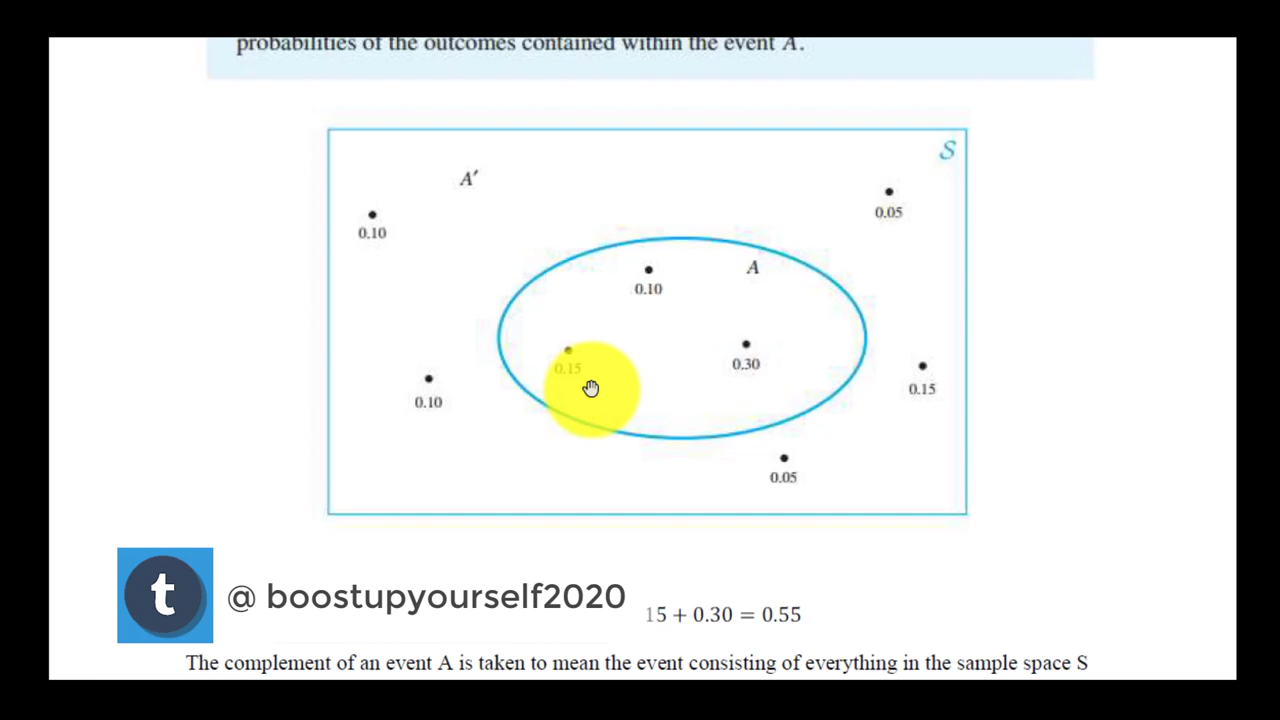 probabilities of the outcomes contained within the event A.
S
A′
0.05
0.10
A
0.10
0.15
0.30
0.15
0.10
0.05
t @ boostupyourself2020
15 + 0.30 = 0.55
The complement of an event A is taken to mean the event consisting of everything in the sample space S